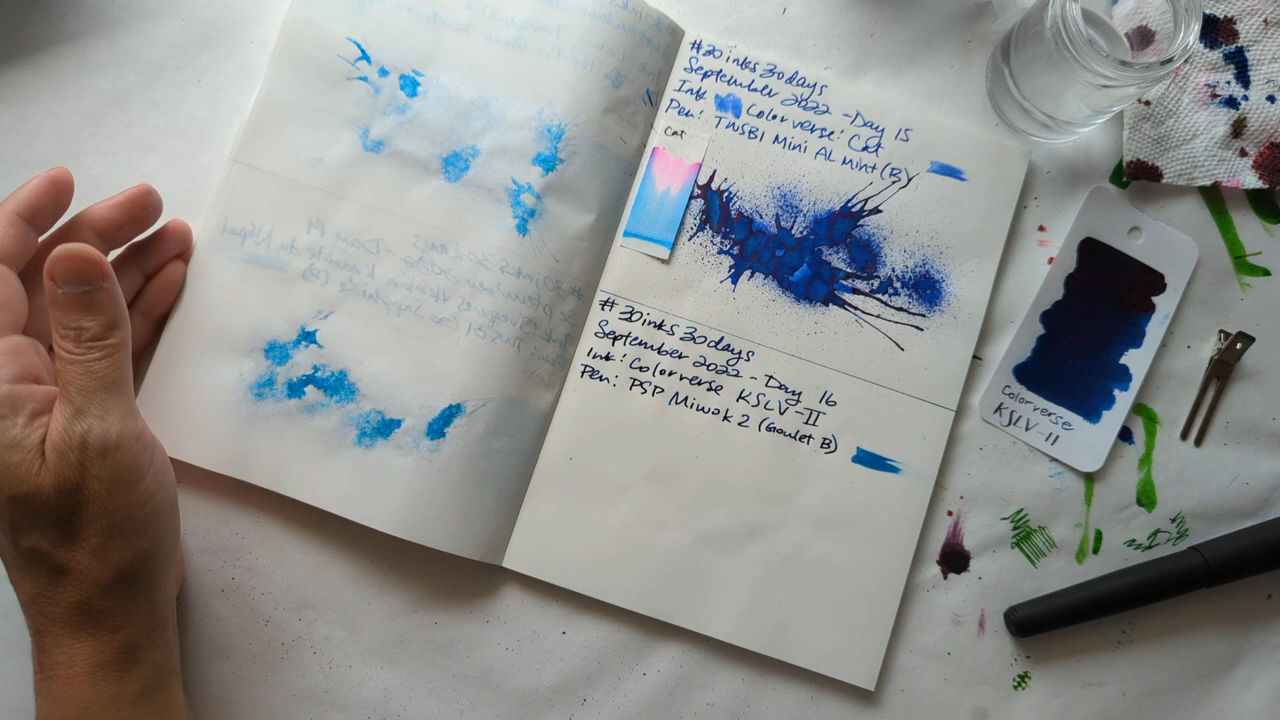 #30inks30days
September 2022 - Day 15
Ink Colorverse: Cat
Pen: TWSBI Mini AL Mint (B)
Cat
#30inks30days
September 2022 - Day 16
Ink: Colorverse KSLV-II
Pen: PSP Miwok 2 (Goulet B)
Colorverse
KSLV-II